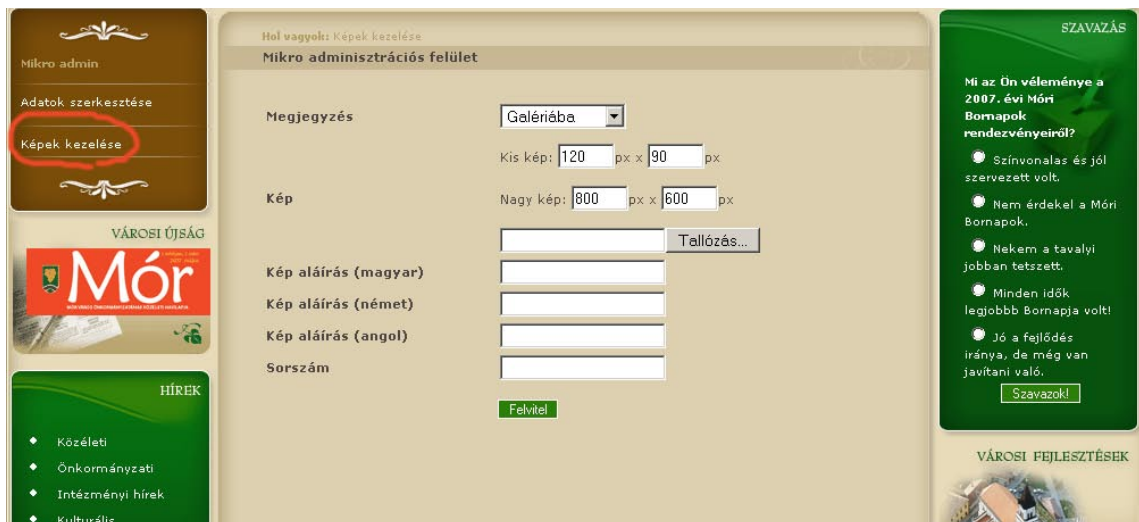 Mikro admin
Adatok szerkesztése
Képek kezelése
VÁROSI ÚJSÁG
Mór
HÍREK
Közéleti
Önkormányzati
Intézményi hírek
Kulturális
Hol vagyok: Képek kezelése
Mikro adminisztrációs felület
Megjegyzés Galériába
Kis kép: 120 px x 90 px
Kép Nagy kép: 800 px x 600 px
Tallózás...
Kép aláírás (magyar)
Kép aláírás (német)
Kép aláírás (angol)
Sorszám
Felvitel
SZAVAZÁS
Mi az Ön véleménye a
2007. évi Móri
Bornapok
rendezvényeiről?
Színvonalas és jól
szervezett volt.
Nem érdekel a Móri
Bornapok.
Nekem a tavalyi
jobban tetszett.
Minden idők
legjobbb Bornapja volt!
Jó a fejlődés
iránya, de még van
javítani való.
Szavazok!
VÁROSI FEJLESZTÉSEK